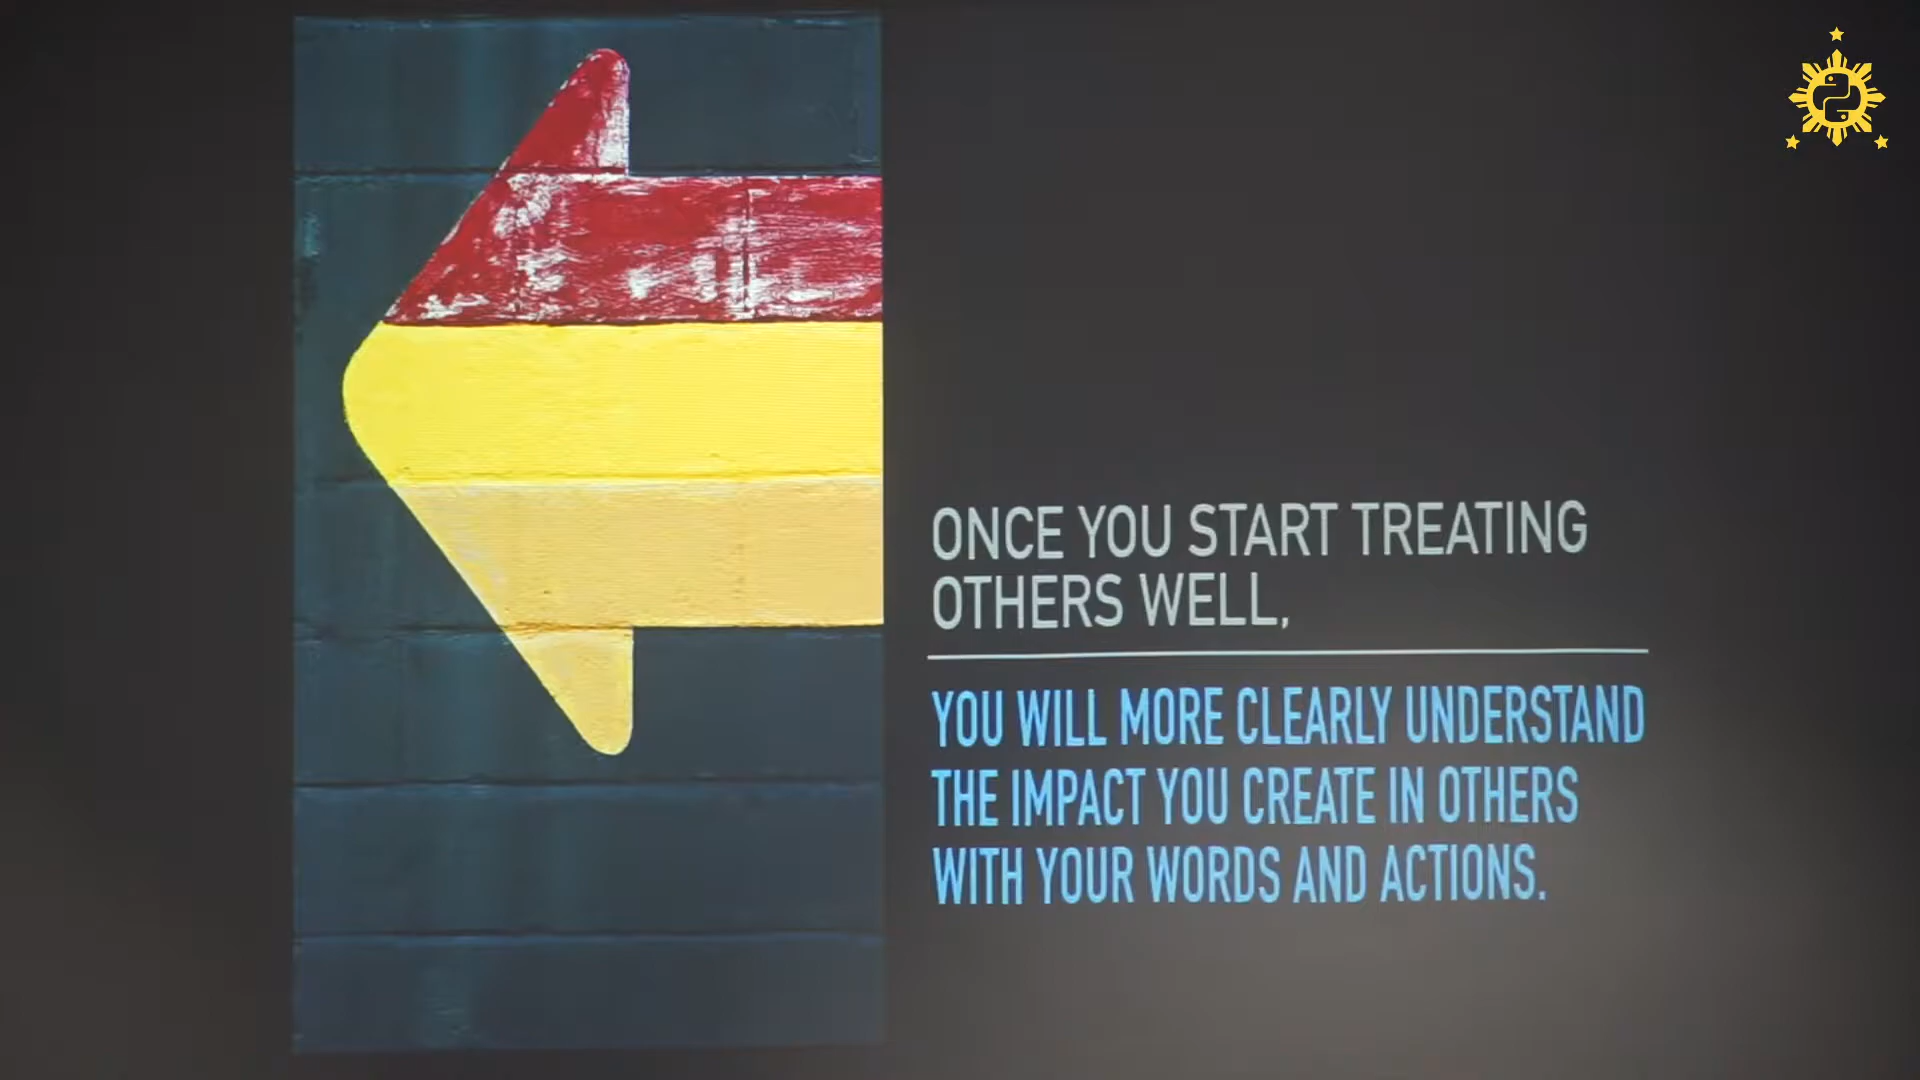 ONCE YOU START TREATING
OTHERS WELL,
YOU WILL MORE CLEARLY UNDERSTAND
THE IMPACT YOU CREATE IN OTHERS
WITH YOUR WORDS AND ACTIONS.